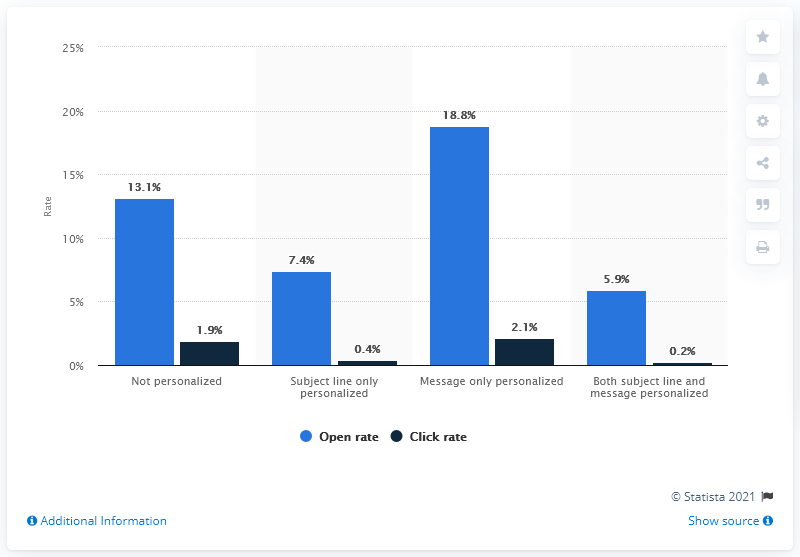 25%
20%
15%
10%
5%
0%
Rate
13.1%
1.9%
7.4%
0.4%
18.8%
2.1%
5.9%
0.2%
Not personalized
Subject line only
personalized
Message only personalized
Both subject line and
message personalized
Open rate
Click rate
© Statista 2021
Additional Information
Show source